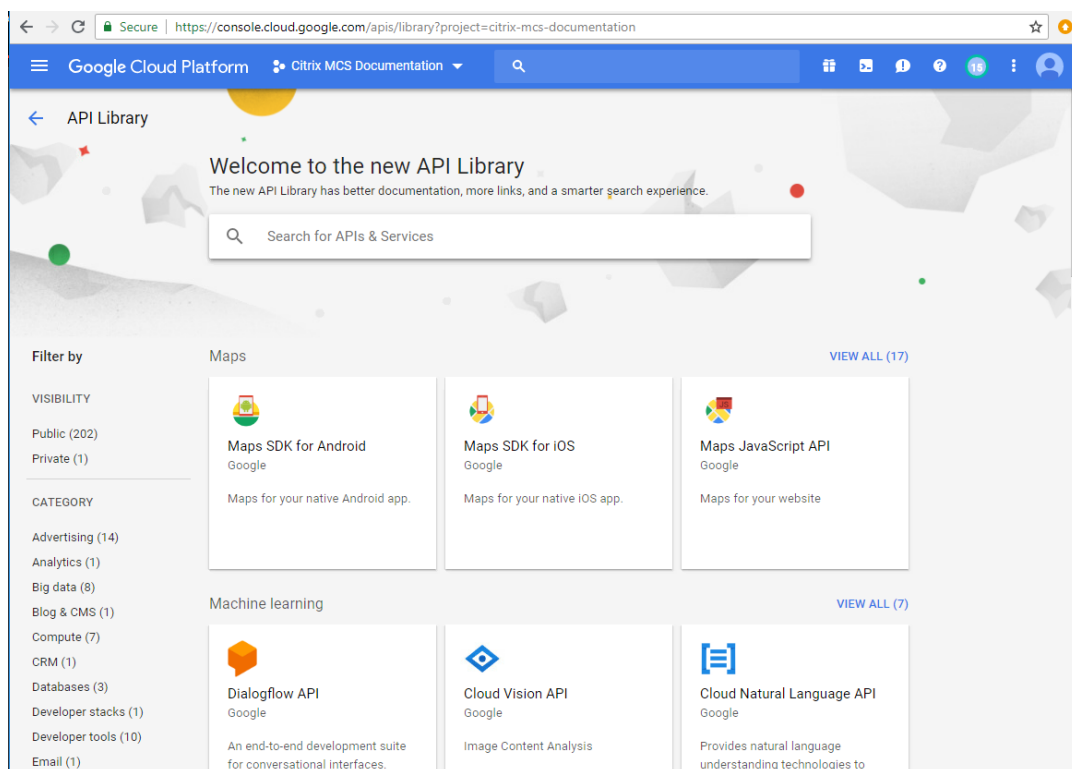 Secure | https://console.cloud.google.com/apis/library?project=citrix-mcs-documentation
Google Cloud Platform Citrix MCS Documentation 15
API Library
Welcome to the new API Library
The new API Library has better documentation, more links, and a smarter search experience.
Search for APIs & Services
Filter by
VISIBILITY
Public (202)
Private (1)
CATEGORY
Advertising (14)
Analytics (1)
Big data (8)
Blog & CMS (1)
Compute (7)
CRM (1)
Databases (3)
Developer stacks (1)
Developer tools (10)
Email (1)
Maps VIEW ALL (17)
Maps SDK for Android
Google
Maps for your native Android app.
Maps SDK for iOS
Google
Maps for your native iOS app.
Maps JavaScript API
Google
Maps for your website
Machine learning VIEW ALL (7)
Dialogflow API
Google
An end-to-end development suite
for conversational interfaces.
Cloud Vision API
Google
Image Content Analysis
Cloud Natural Language API
Google
Provides natural language
understanding technologies to